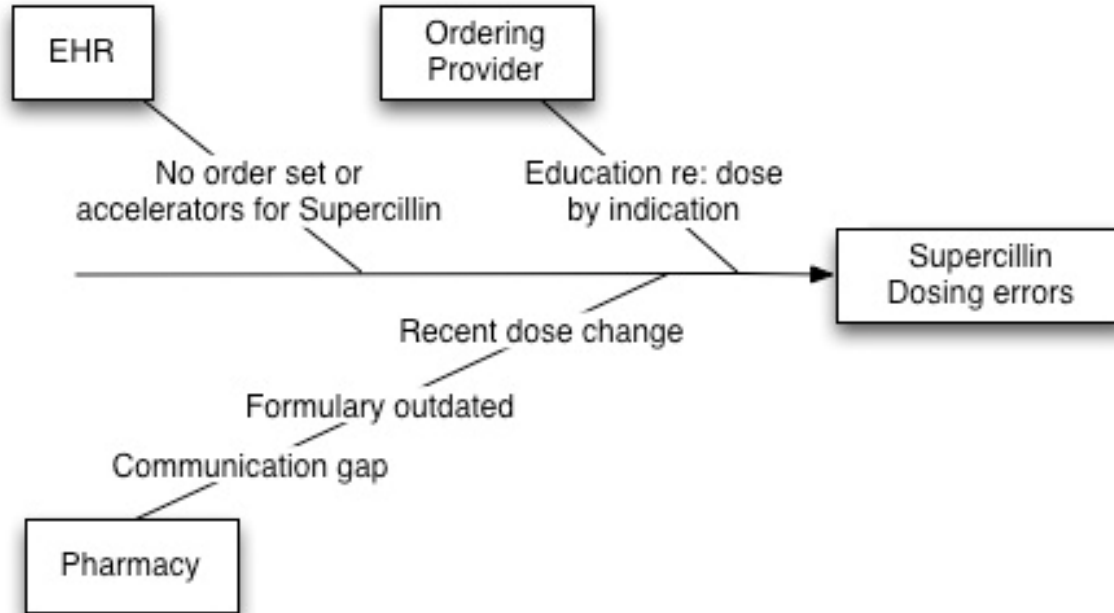 EHR
Ordering
Provider
No order set or
accelerators for Supercillin
Education re: dose
by indication
Supercillin
Dosing errors
Recent dose change
Formulary outdated
Communication gap
Pharmacy